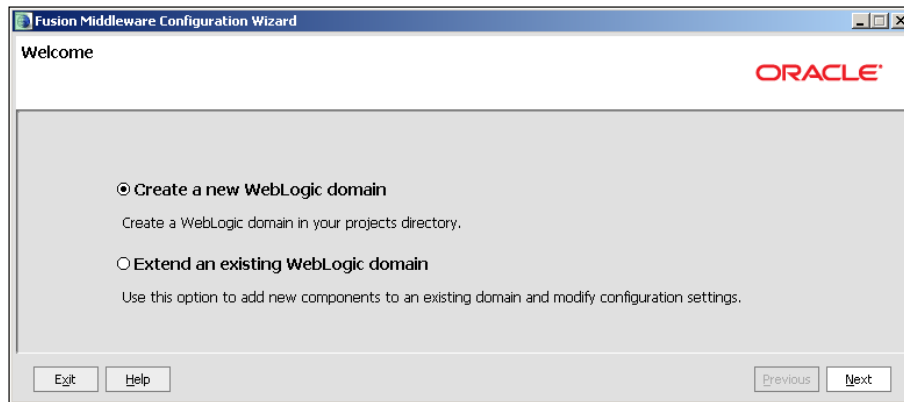 Fusion Middleware Configuration Wizard
Welcome
ORACLE
Create a new WebLogic domain
Create a WebLogic domain in your projects directory.
Extend an existing WebLogic domain
Use this option to add new components to an existing domain and modify configuration settings.
Exit Help Previous Next